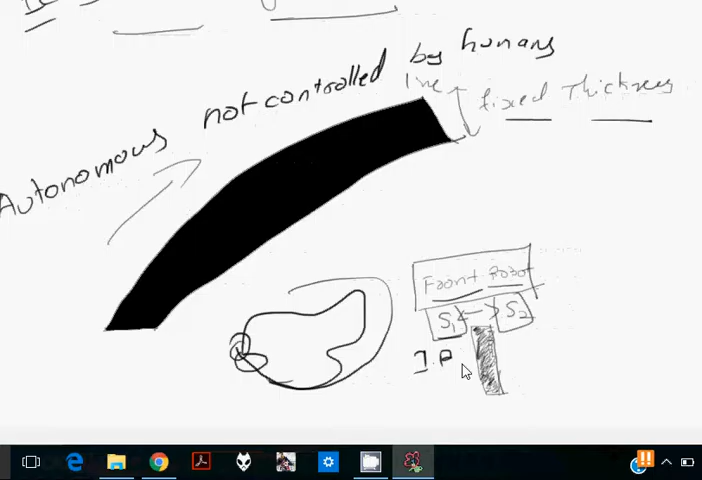 Autonomous not controlled by humans
line
fixed Thickness
Front Robot
S1 S2
I.R